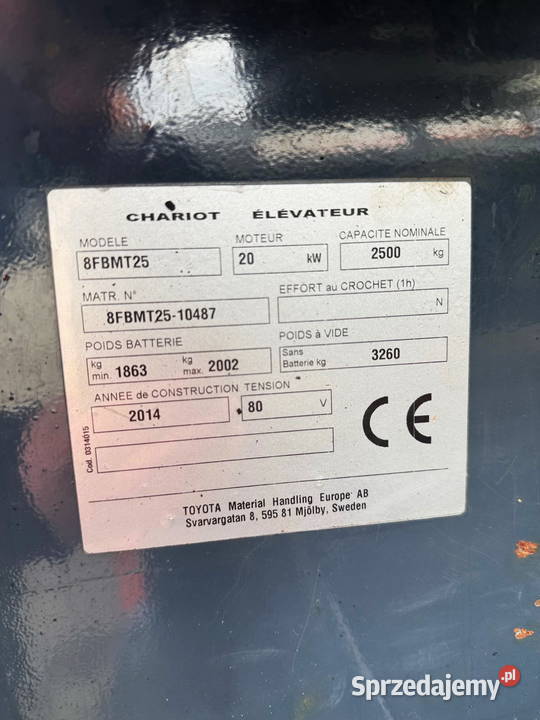 CHARIOT ÉLÉVATEUR
MODELE MOTEUR CAPACITE NOMINALE
8FBMT25 20 kW 2500 kg
MATR. N° EFFORT au CROCHET (1h)
8FBMT25-10487 N
POIDS BATTERIE POIDS à VIDE
kg min. 1863 kg max. 2002 Sans Batterie kg 3260
ANNEE de CONSTRUCTION TENSION
2014 80 V
CE
Cod. 0314015
TOYOTA Material Handling Europe AB
Svarvargatan 8, 595 81 Mjölby, Sweden
Sprzedajemy.pl